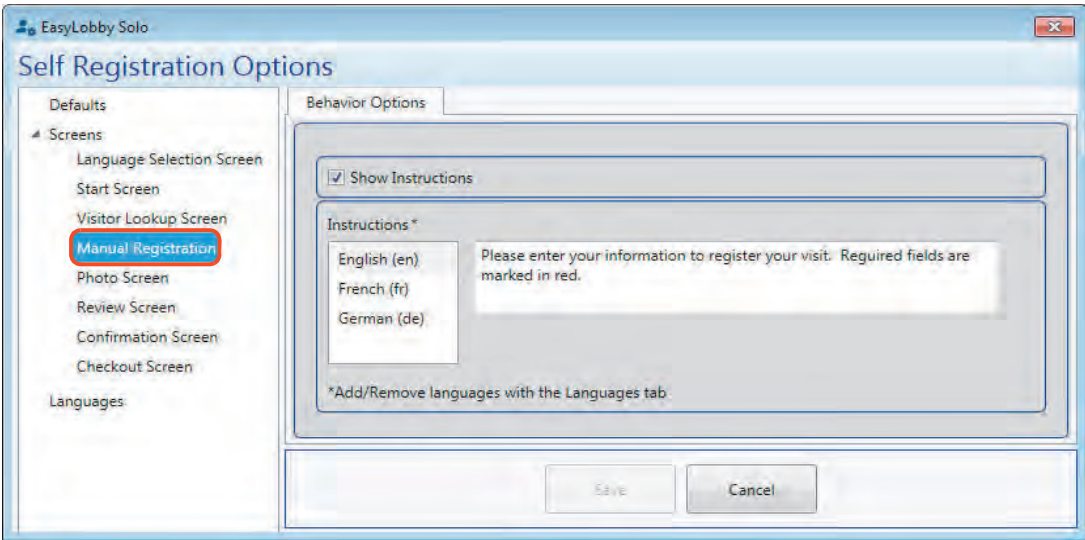 EasyLobby Solo
Self Registration Options
Defaults
Screens
Language Selection Screen
Start Screen
Visitor Lookup Screen
Manual Registration
Photo Screen
Review Screen
Confirmation Screen
Checkout Screen
Languages
Behavior Options
Show Instructions
Instructions *
English (en)
French (fr)
German (de)
Please enter your information to register your visit.  Required fields are
marked in red.
*Add/Remove languages with the Languages tab
Save
Cancel